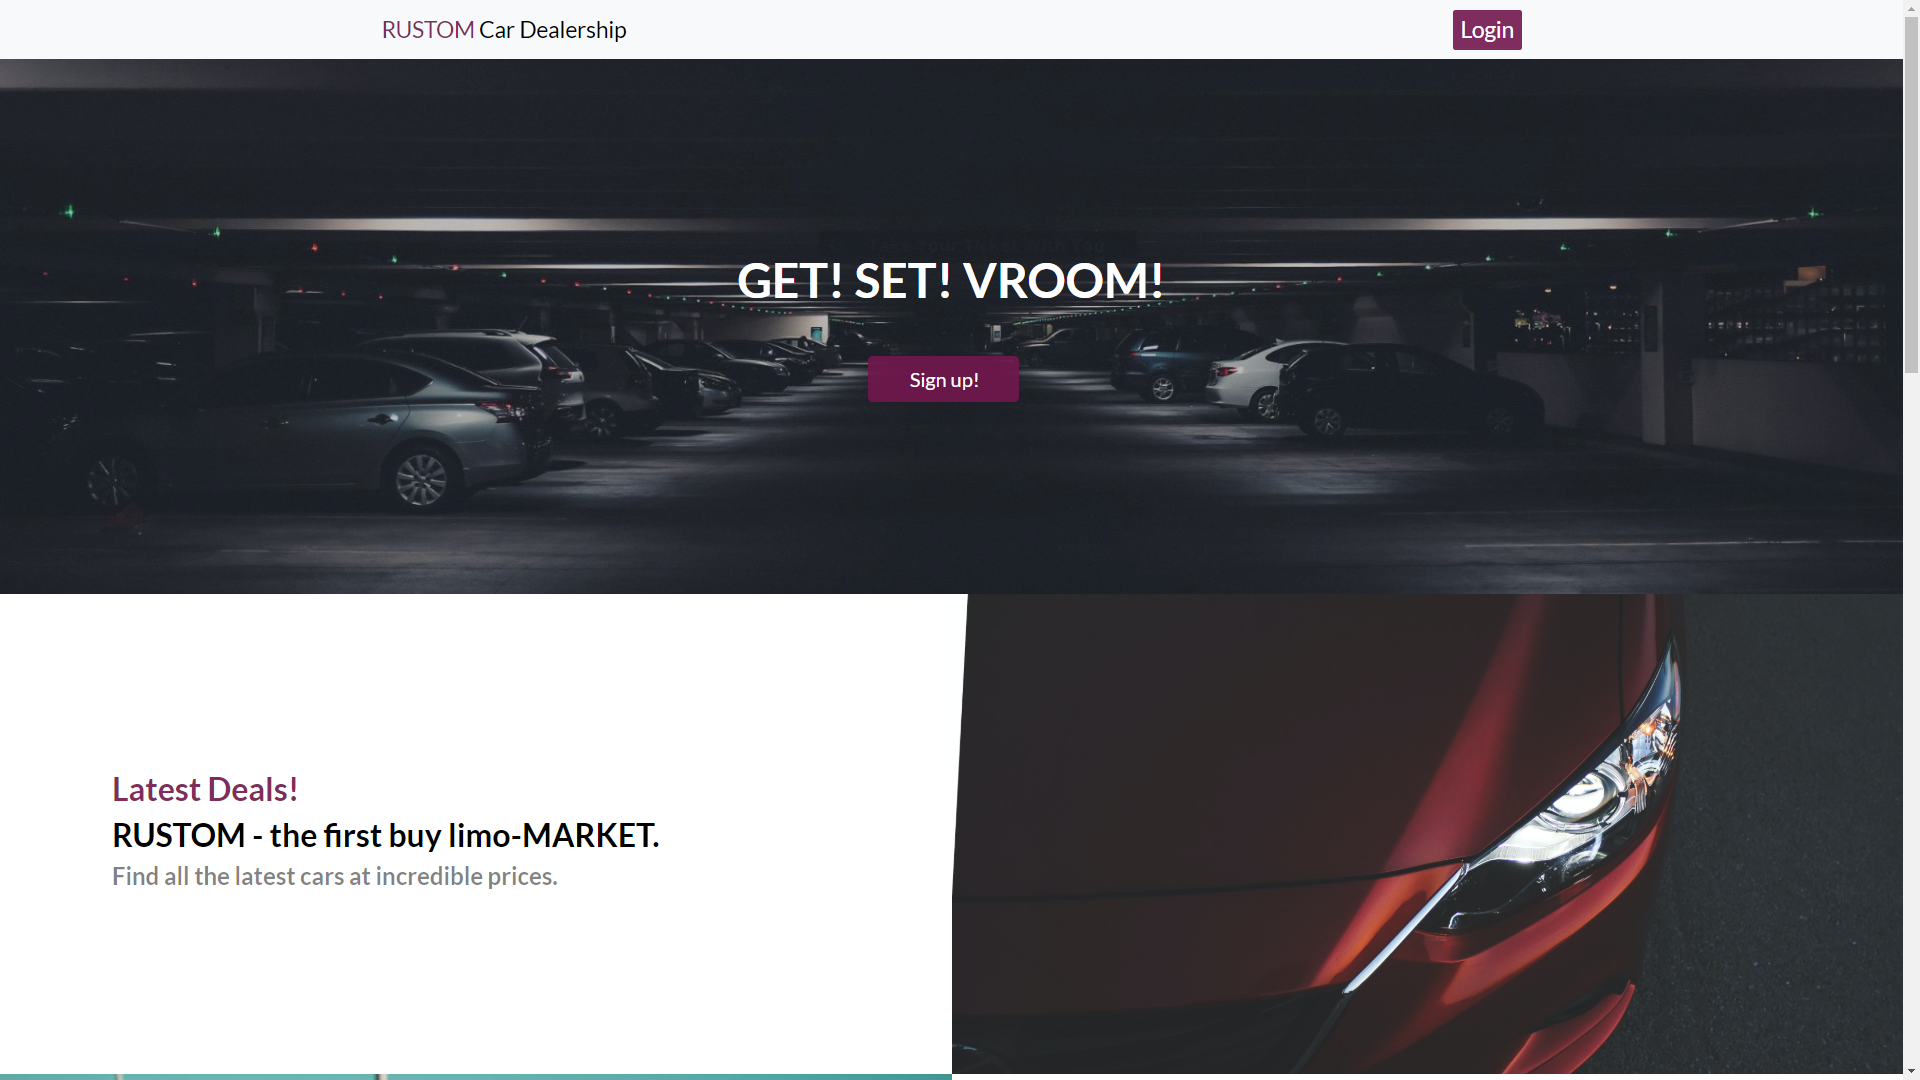 RUSTOM Car Dealership
Login
GET! SET! VROOM!
Sign up!
Latest Deals!
RUSTOM - the first buy limo-MARKET.
Find all the latest cars at incredible prices.